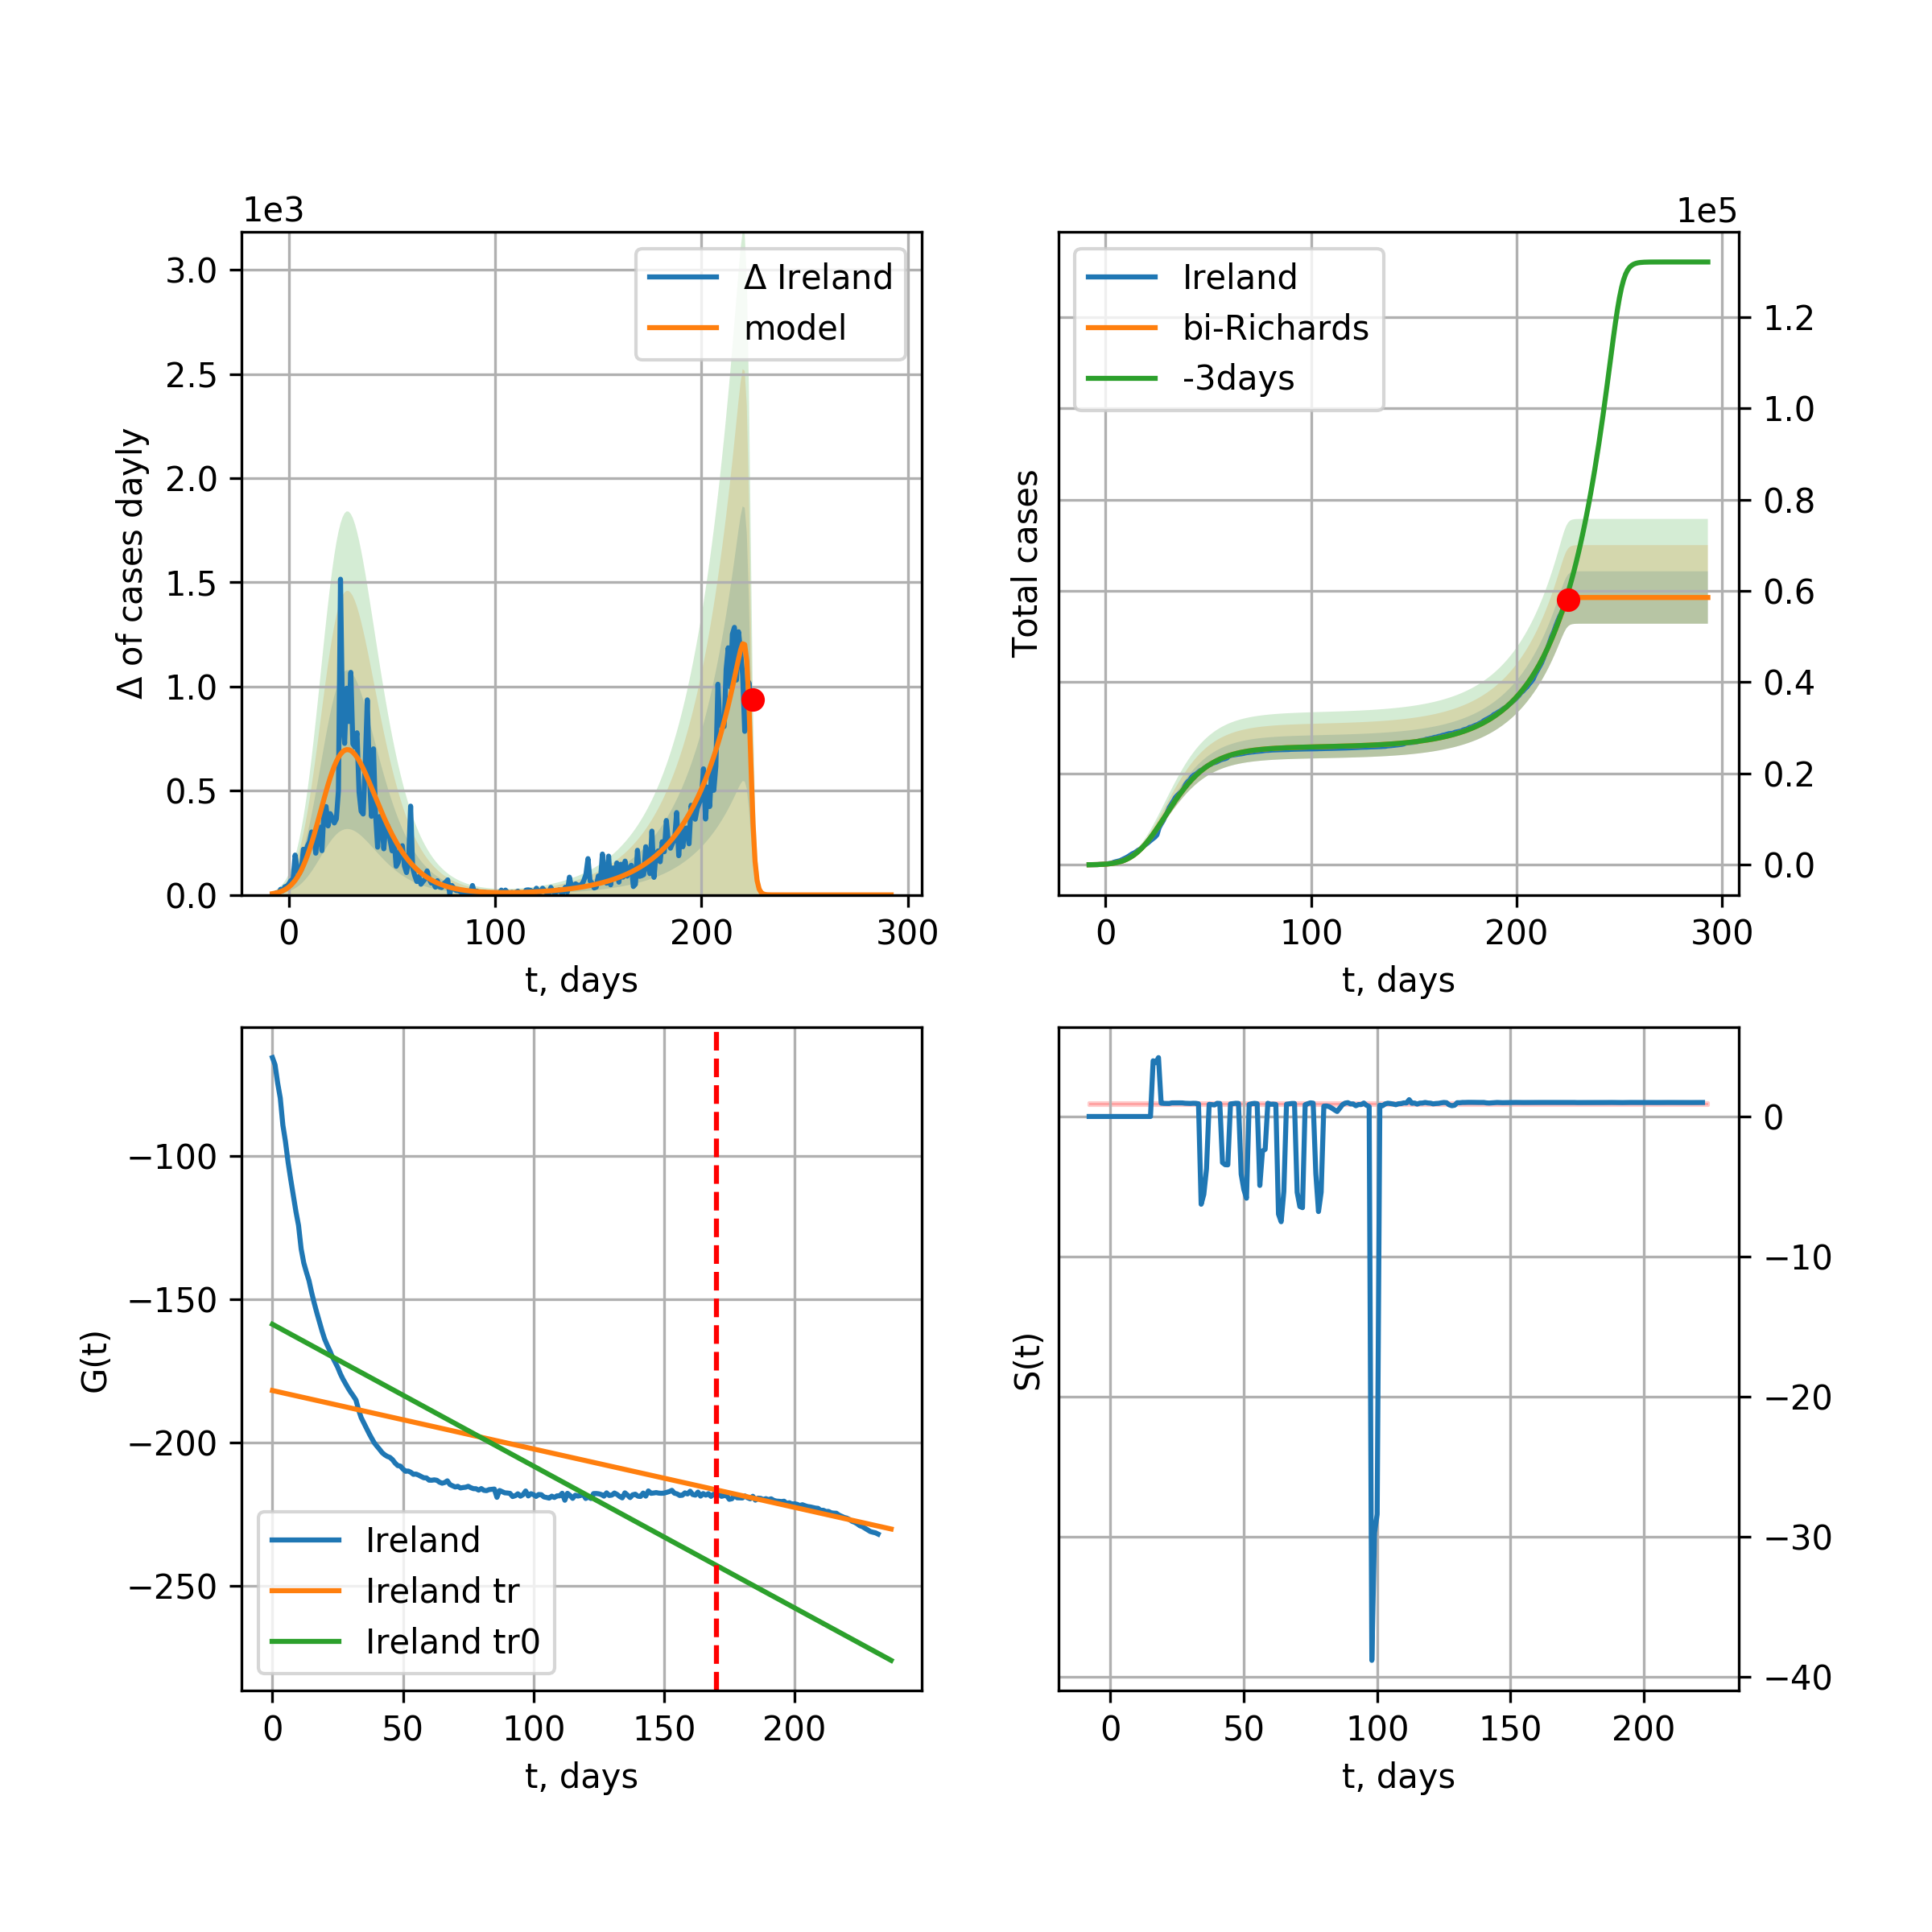 1e3
3.0
2.5
2.0
1.5
1.0
0.5
0.0
Δ of cases dayly
Δ Ireland
model
0 100 200 300
t, days
1e5
Ireland
bi-Richards
-3days
Total cases
1.2
1.0
0.8
0.6
0.4
0.2
0.0
0 100 200 300
t, days
−100
−150
−200
−250
G(t)
Ireland
Ireland tr
Ireland tr0
0 50 100 150 200
t, days
S(t)
0
−10
−20
−30
−40
0 50 100 150 200
t, days